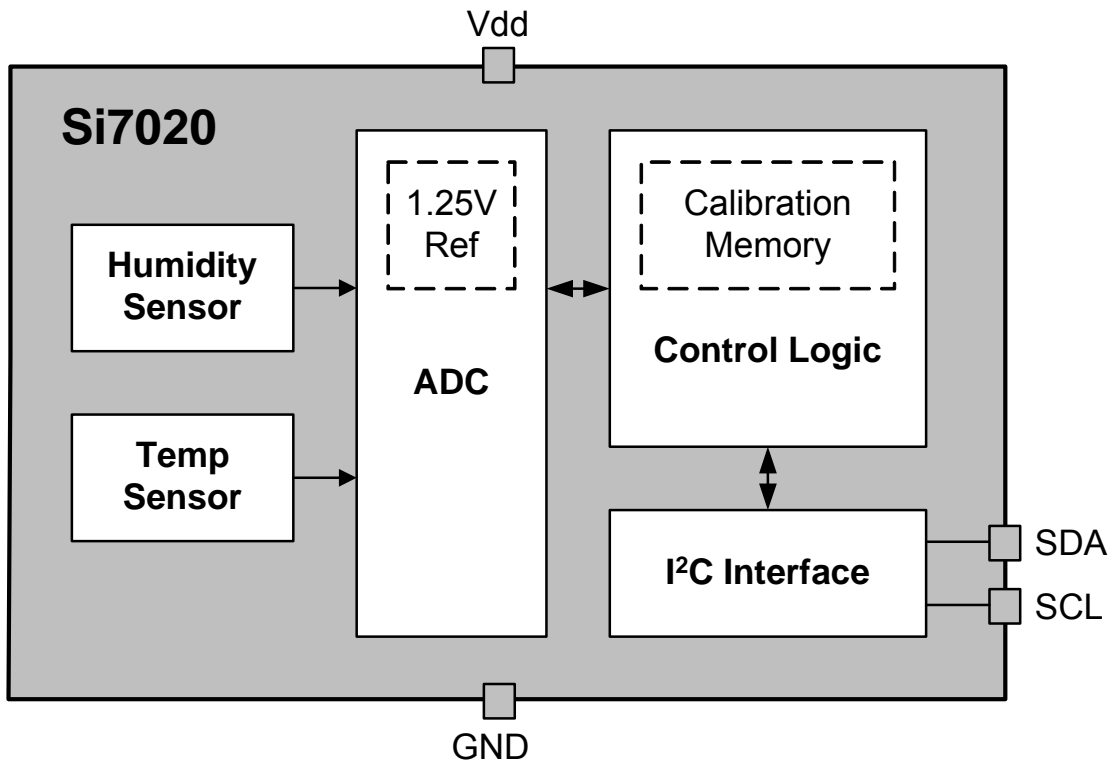 Vdd
Si7020
1.25V
Ref
Calibration
Memory
Humidity
Sensor
Control Logic
ADC
Temp
Sensor
I²C Interface
SDA
SCL
GND